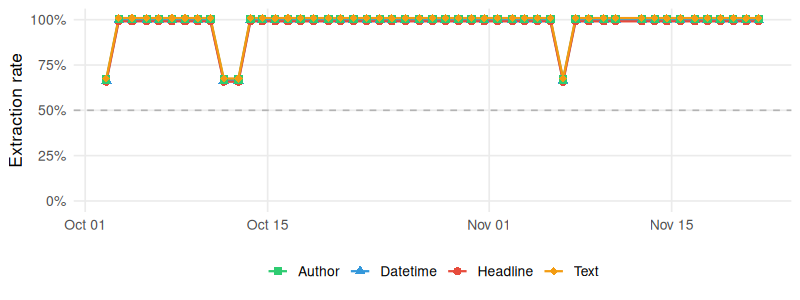 Extraction rate
100%
75%
50%
25%
0%
Oct 01 Oct 15 Nov 01 Nov 15
Author Datetime Headline Text